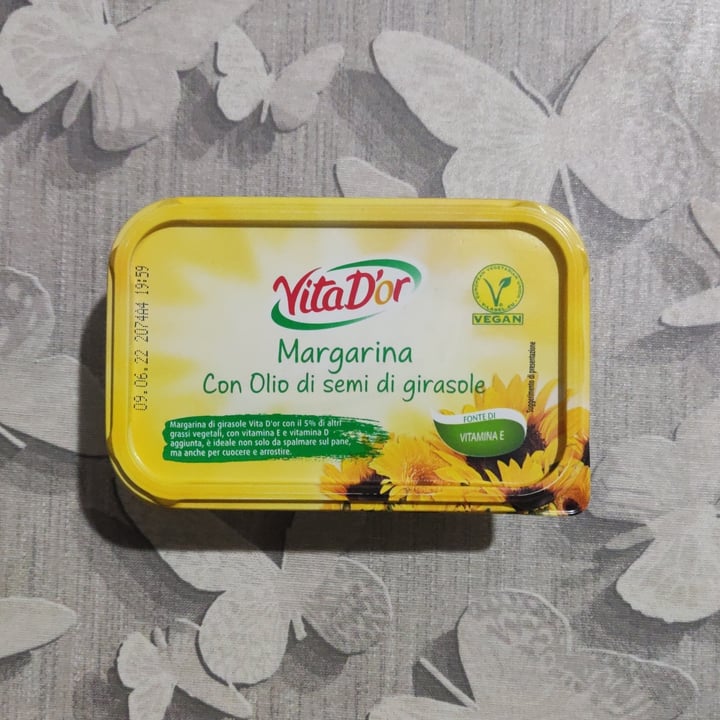 Vita D'or
VEGAN
Margarina
Con Olio di semi di girasole
Margarina di girasole Vita D'or con il 5% di altri
grassi vegetali, con vitamina E e vitamina D
aggiunta, è ideale non solo da spalmare sul pane,
ma anche per cuocere e arrostire.
FONTE DI
VITAMINA E
Suggerimento di presentazione
09.06.22 2074A4 19:59